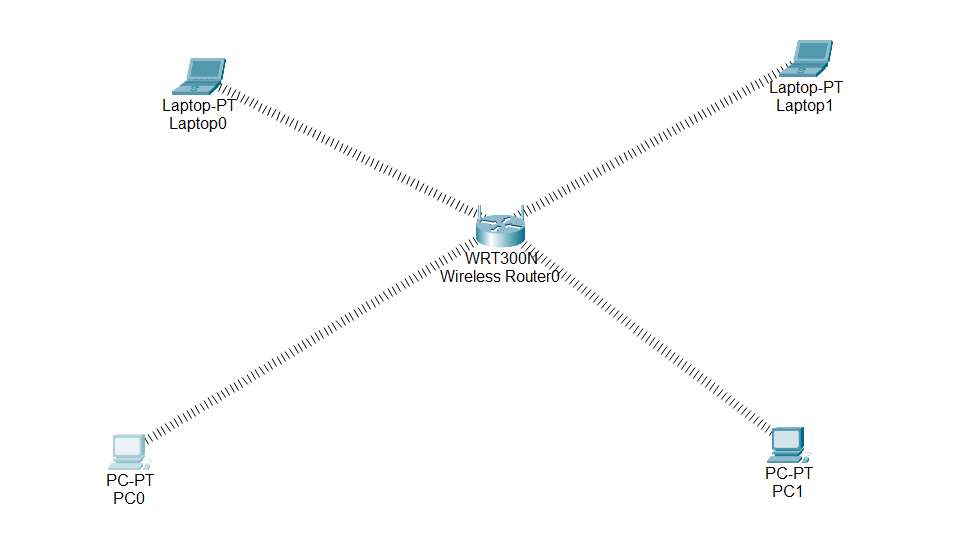 Laptop-PT
Laptop0
Laptop-PT
Laptop1
WRT300N
Wireless Router0
PC-PT
PC0
PC-PT
PC1